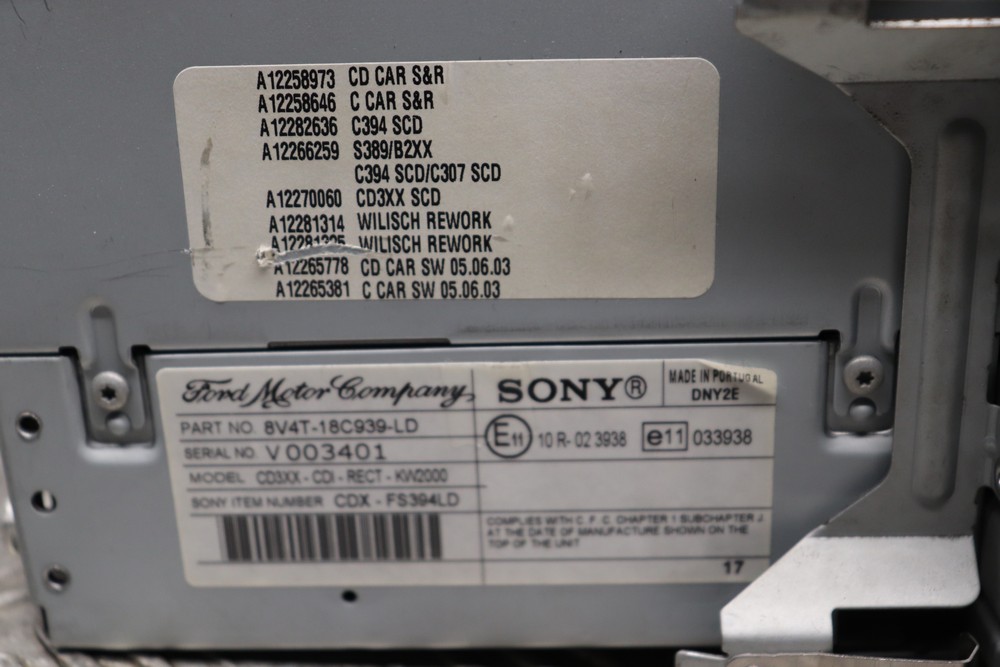 A12258973 CD CAR S&R
A12258646 C CAR S&R
A12282636 C394 SCD
A12266259 S389/B2XX
C394 SCD/C307 SCD
A12270060 CD3XX SCD
A12281314 WILISCH REWORK
A12281325 WILISCH REWORK
A12265778 CD CAR SW 05.06.03
A12265381 C CAR SW 05.06.03
Ford Motor Company,
SONY®
MADE IN PORTUGAL
DNY2E
PART NO. 8V4T-18C939-LD
SERIAL NO. V003401
MODEL CD3XX - CDI - RECT - KW2000
SONY ITEM NUMBER CDX - FS394LD
E11 10 R- 02 3938 e11 033938
COMPLIES WITH C. F. C. CHAPTER 1 SUBCHAPTER J
AT THE DATE OF MANUFACTURE SHOWN ON THE
TOP OF THE UNIT
17